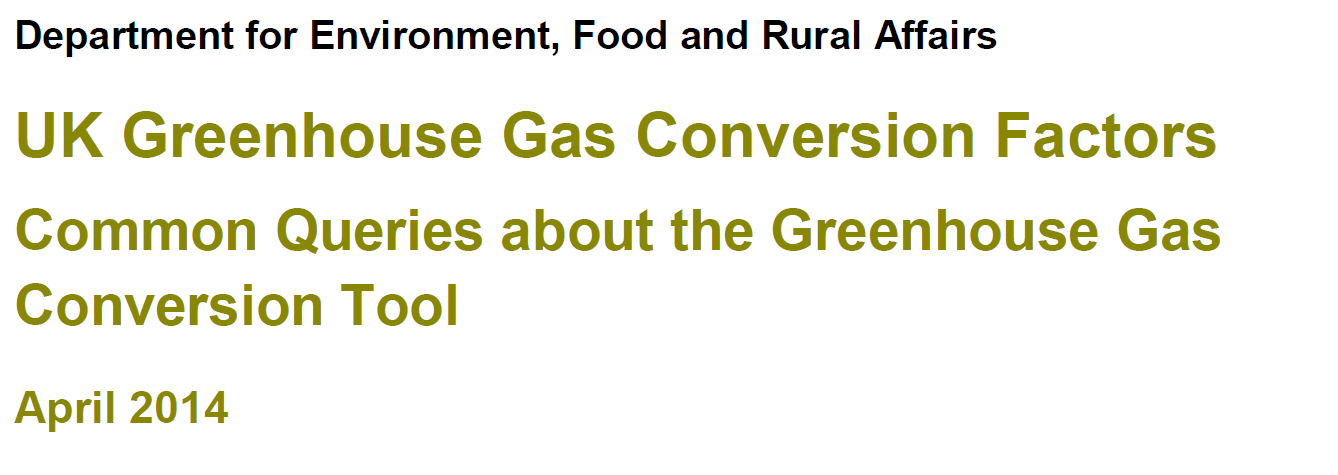 Department for Environment, Food and Rural Affairs
UK Greenhouse Gas Conversion Factors
Common Queries about the Greenhouse Gas
Conversion Tool
April 2014